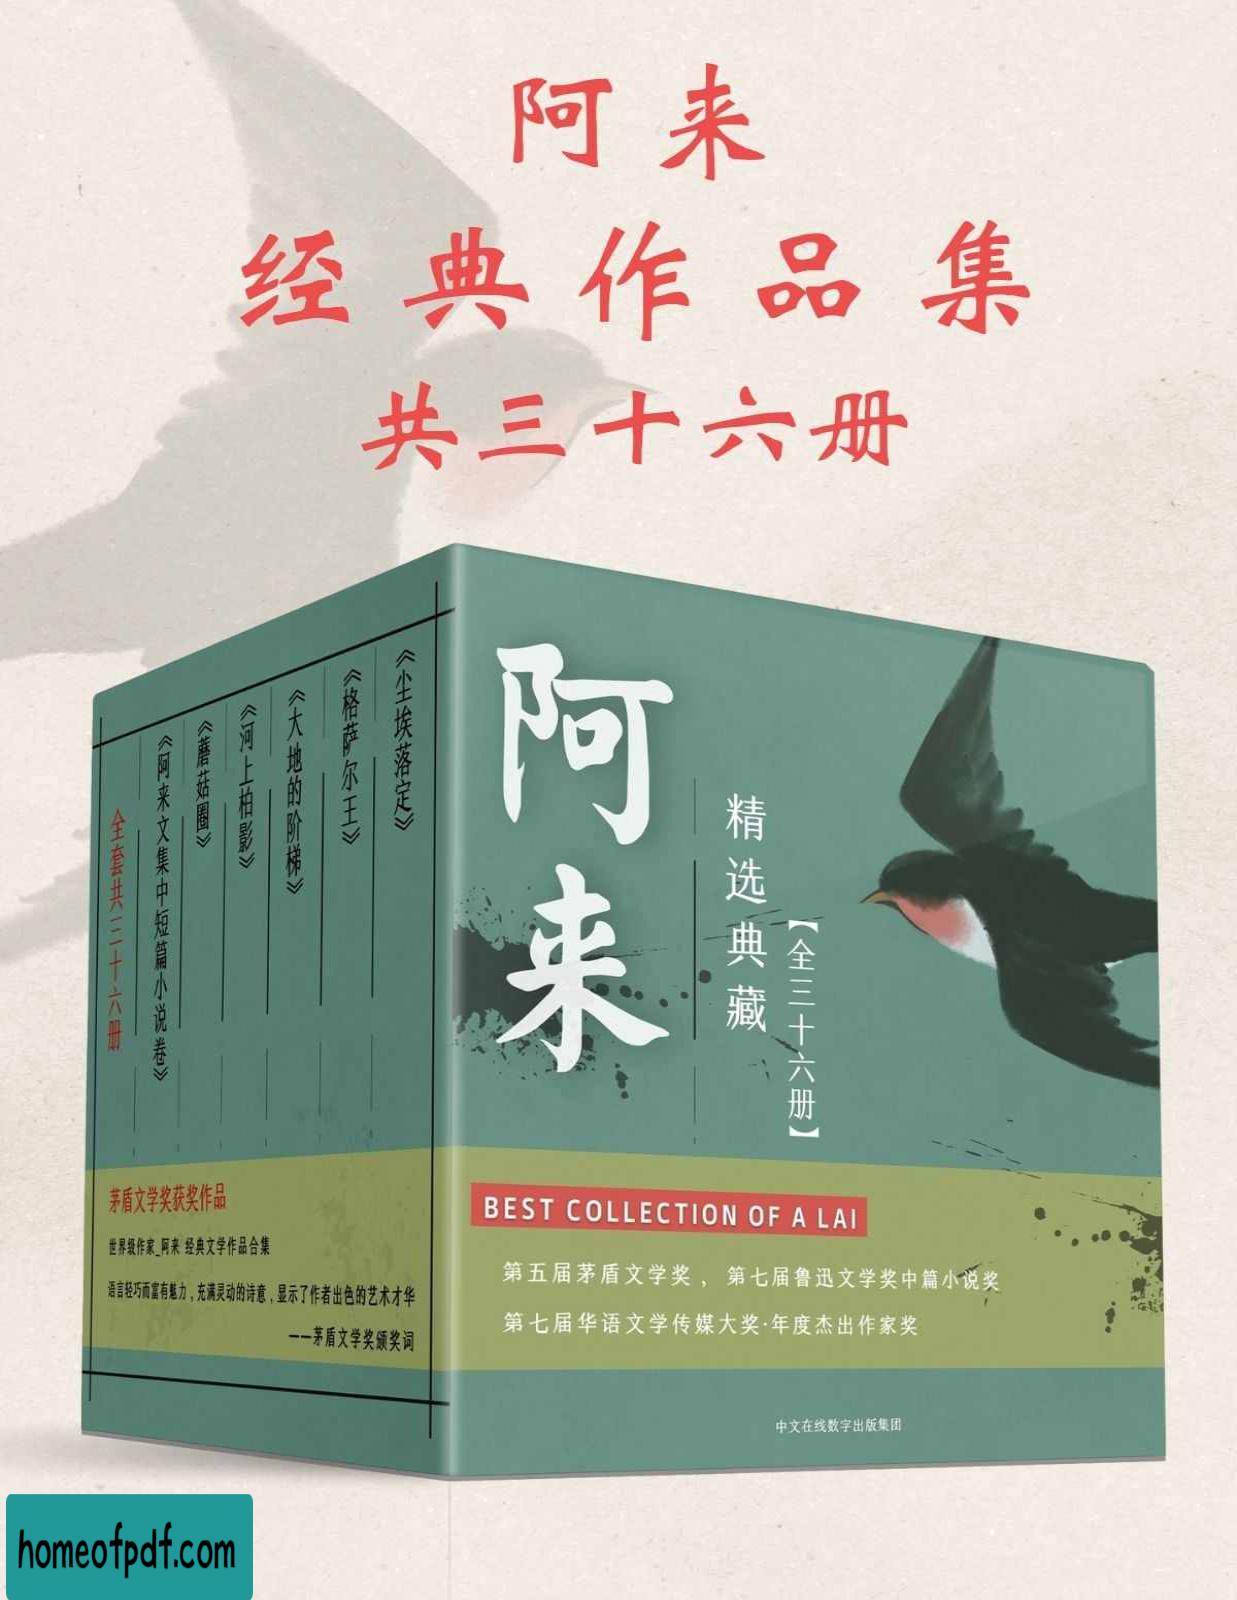 阿来
经典作品集
共三十六册
《尘埃落定》
《格萨尔王》
《大地的阶梯》
《河上柏影》
《蘑菇圈》
《阿来文集中短篇小说卷》
全套共三十六册
茅盾文学奖获奖作品
世界级作家_阿来 经典文学作品合集
语言轻巧而富有魅力，充满灵动的诗意，显示了作者出色的艺术才华
——茅盾文学奖颁奖词
阿来
精选典藏
【全三十六册】
BEST COLLECTION OF A LAI
第五届茅盾文学奖，第七届鲁迅文学奖中篇小说奖
第七届华语文学传媒大奖·年度杰出作家奖
中文在线数字出版集团
homeofpdf.com